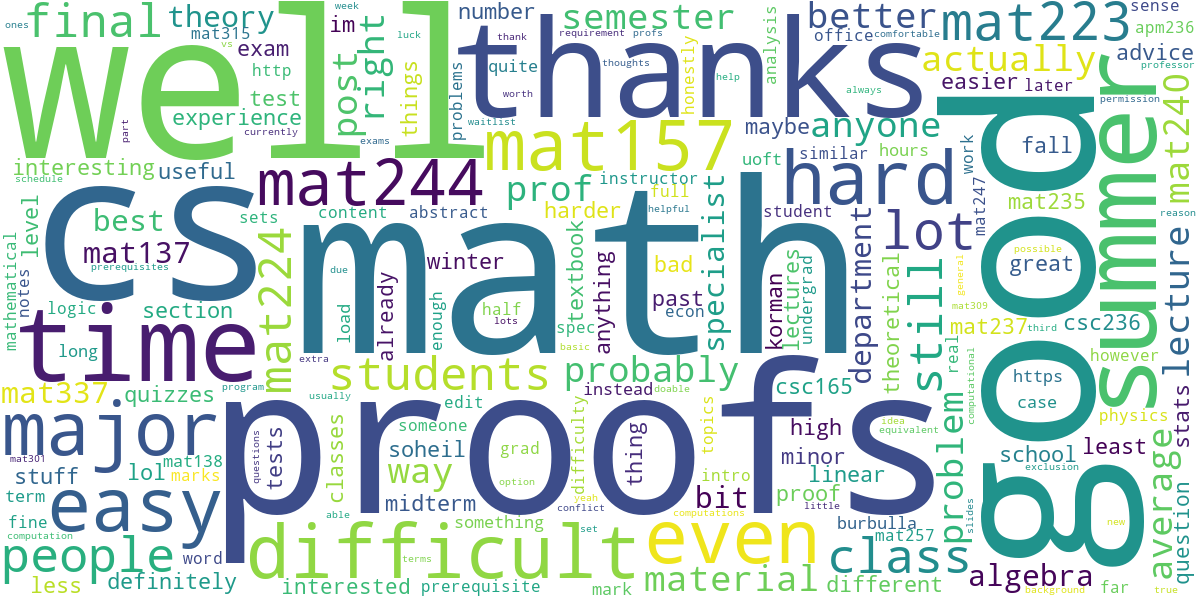 final
well
theory
mat315
number
im
exam
http
test
experience
currently
post
right
luck
things
problems
week
thank
vs
quite
worth
thanks
requirement
profs
thoughts
waitlist
semester
help
honestly
analysis
better
office
comfortable
always
mat223
actually
easier
later
sense
apm236
advice
professor
permission
ones
part
interesting
schedule
useful
mat157
maybe
anyone
uoft
similar
hours
fall
work
mat240
summer
good
mat244
prof
instructor
full
helpful
hard
student
lot
mat247
mat235
reason
cs
best
sets
content
abstract
harder
specialist
level
mat137
prerequisites
mathematical
notes
logic
section
long
time
mat224
due
load
already
winter
enough
half
lots
math
textbook
spec
basic
anything
bad
past
econ
korman
lectures
undergrad
department
theoretical
still
possible
great
general
mat309
mat237
third
csc236
real
lecture
however
physics
stats
mat337
quizzes
program
extra
usually
students
probably
instead
doable
csc165
computational
idea
equivalent
https
case
least
school
exclusion
major
mat301
stuff
lol
mat138
marks
term
questions
tests
classes
someone
edit
soheil
way
midterm
grad
option
able
proofs
difficulty
yeah
conflict
thing
topics
intro
bit
computations
high
minor
linear
proof
little
problem
burbulla
mat257
slides
new
average
question
easy
people
fine
computation
word
less
definitely
difficult
interested
terms
something
prerequisite
set
mark
even
material
class
different
algebra
background
far
true